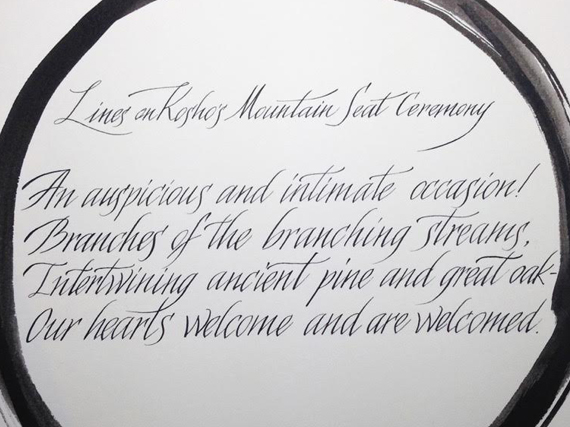 Lines on Kosho's Mountain Seat Ceremony
An auspicious and intimate occasion!
Branches of the branching streams,
Intertwining ancient pine and great oak-
Our hearts welcome and are welcomed.